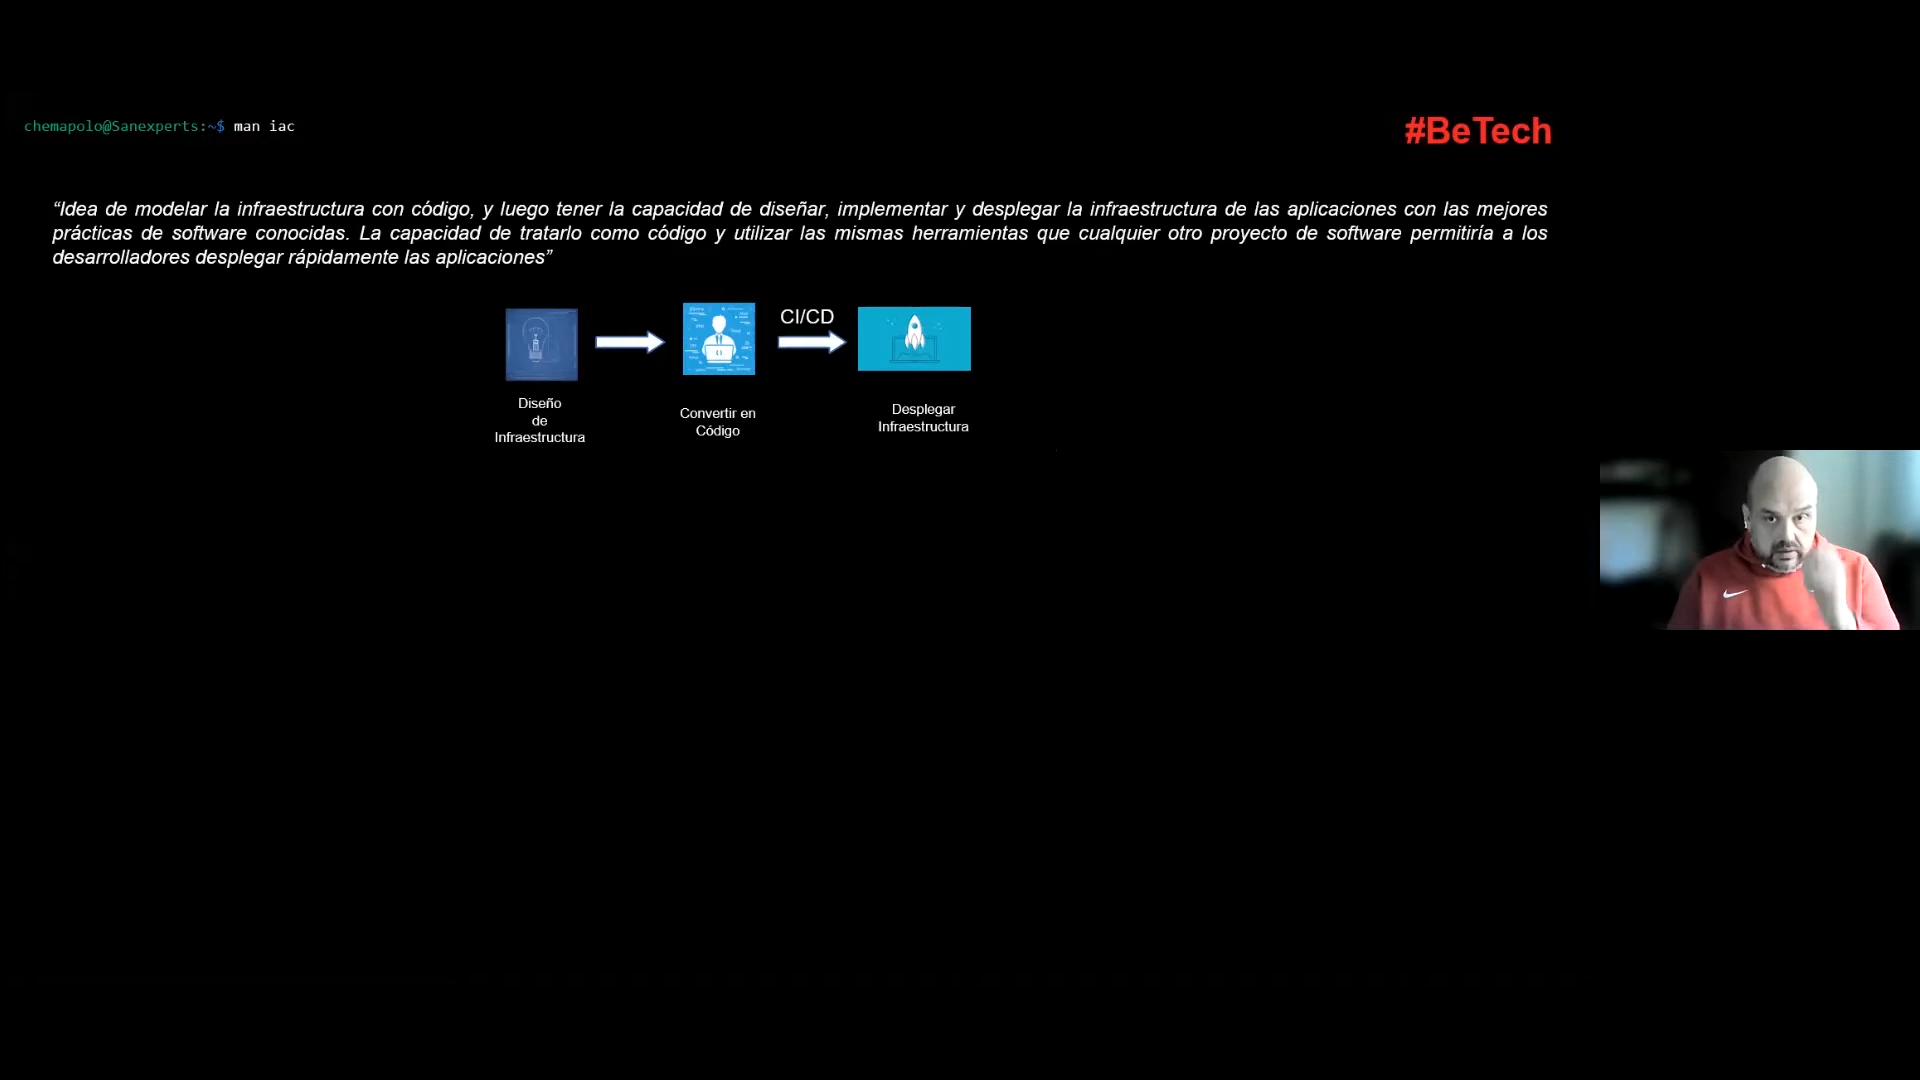 chemapolo@Sanexperts:~$ man iac
#BeTech
“Idea de modelar la infraestructura con código, y luego tener la capacidad de diseñar, implementar y desplegar la infraestructura de las aplicaciones con las mejores
prácticas de software conocidas. La capacidad de tratarlo como código y utilizar las mismas herramientas que cualquier otro proyecto de software permitiría a los
desarrolladores desplegar rápidamente las aplicaciones”
CI/CD
Diseño
de
Infraestructura
Convertir en
Código
Desplegar
Infraestructura